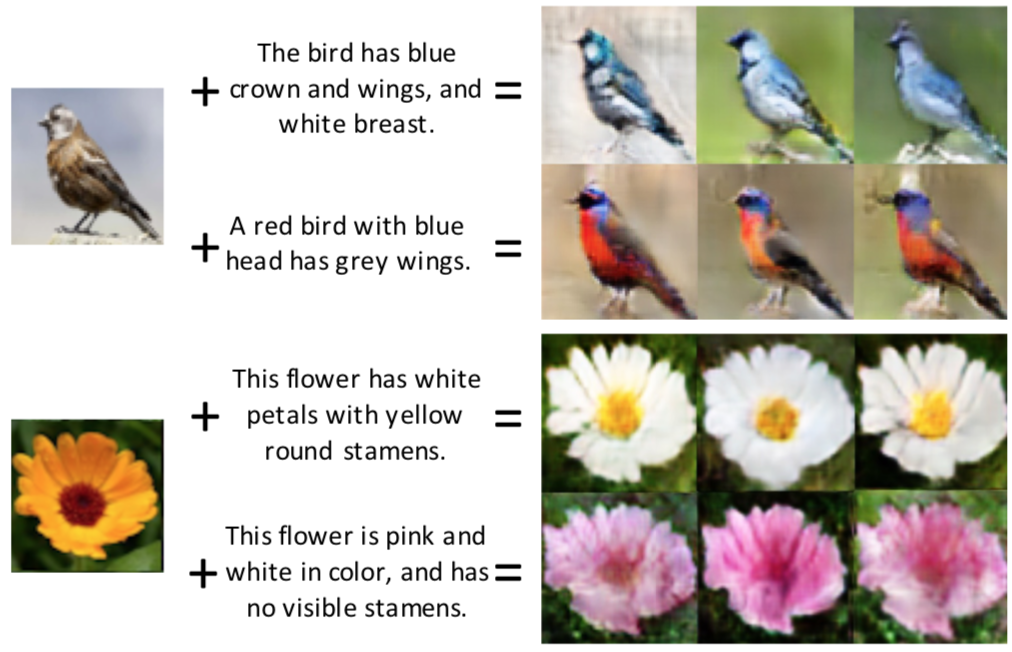 The bird has blue
+ crown and wings, and =
white breast.
A red bird with blue
+ head has grey wings. =
This flower has white
+ petals with yellow =
round stamens.
This flower is pink and
+ white in color, and has =
no visible stamens.